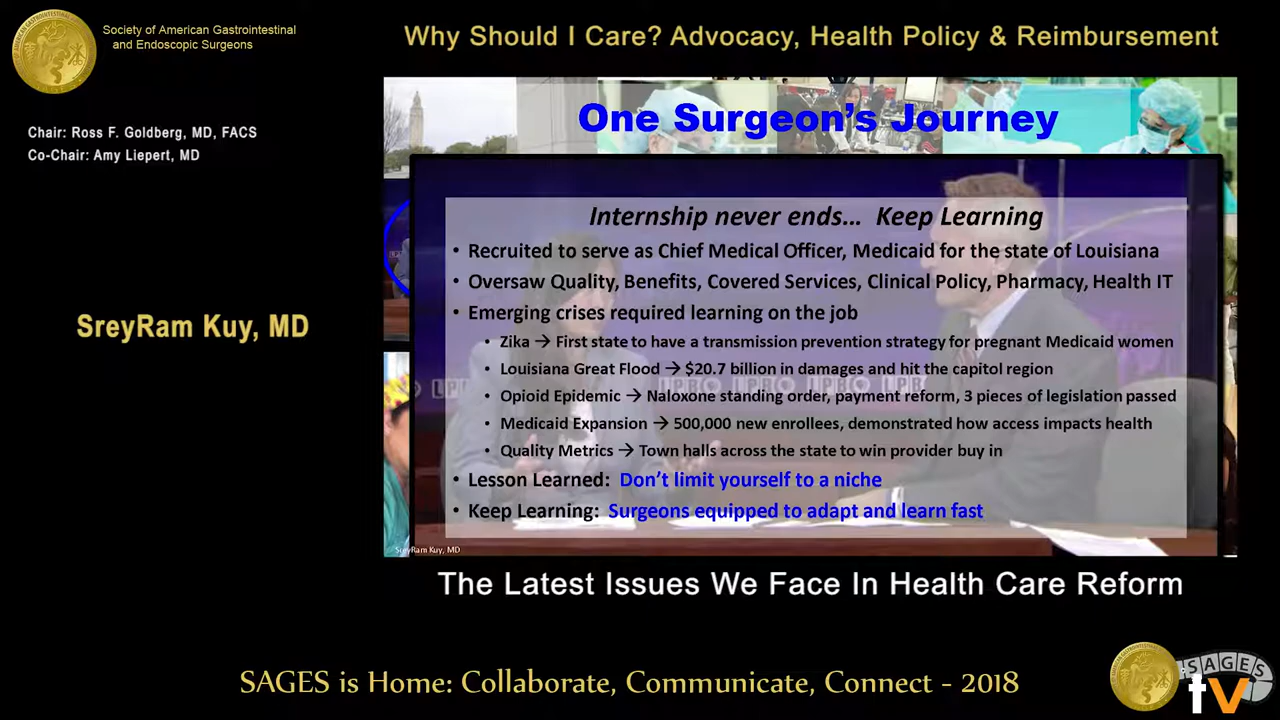 Society of American Gastrointestinal
and Endoscopic Surgeons
Why Should I Care? Advocacy, Health Policy & Reimbursement
Chair: Ross F. Goldberg, MD, FACS
Co-Chair: Amy Liepert, MD
SreyRam Kuy, MD
One Surgeon's Journey
Internship never ends... Keep Learning
• Recruited to serve as Chief Medical Officer, Medicaid for the state of Louisiana
• Oversaw Quality, Benefits, Covered Services, Clinical Policy, Pharmacy, Health IT
• Emerging crises required learning on the job
• Zika → First state to have a transmission prevention strategy for pregnant Medicaid women
• Louisiana Great Flood → $20.7 billion in damages and hit the capitol region
• Opioid Epidemic → Naloxone standing order, payment reform, 3 pieces of legislation passed
• Medicaid Expansion → 500,000 new enrollees, demonstrated how access impacts health
• Quality Metrics → Town halls across the state to win provider buy in
• Lesson Learned: Don't limit yourself to a niche
• Keep Learning: Surgeons equipped to adapt and learn fast
SreyRam Kuy, MD
The Latest Issues We Face In Health Care Reform
SAGES is Home: Collaborate, Communicate, Connect - 2018
SAGES
tv